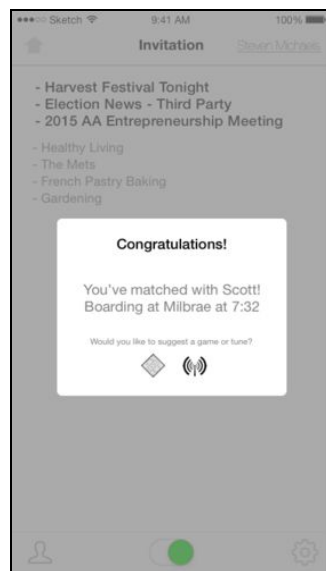 Sketch 9:41 AM 100%
Invitation Steven Michaels
- Harvest Festival Tonight
- Election News - Third Party
- 2015 AA Entrepreneurship Meeting
- Healthy Living
- The Mets
- French Pastry Baking
- Gardening
Congratulations!
You've matched with Scott!
Boarding at Milbrae at 7:32
Would you like to suggest a game or tune?